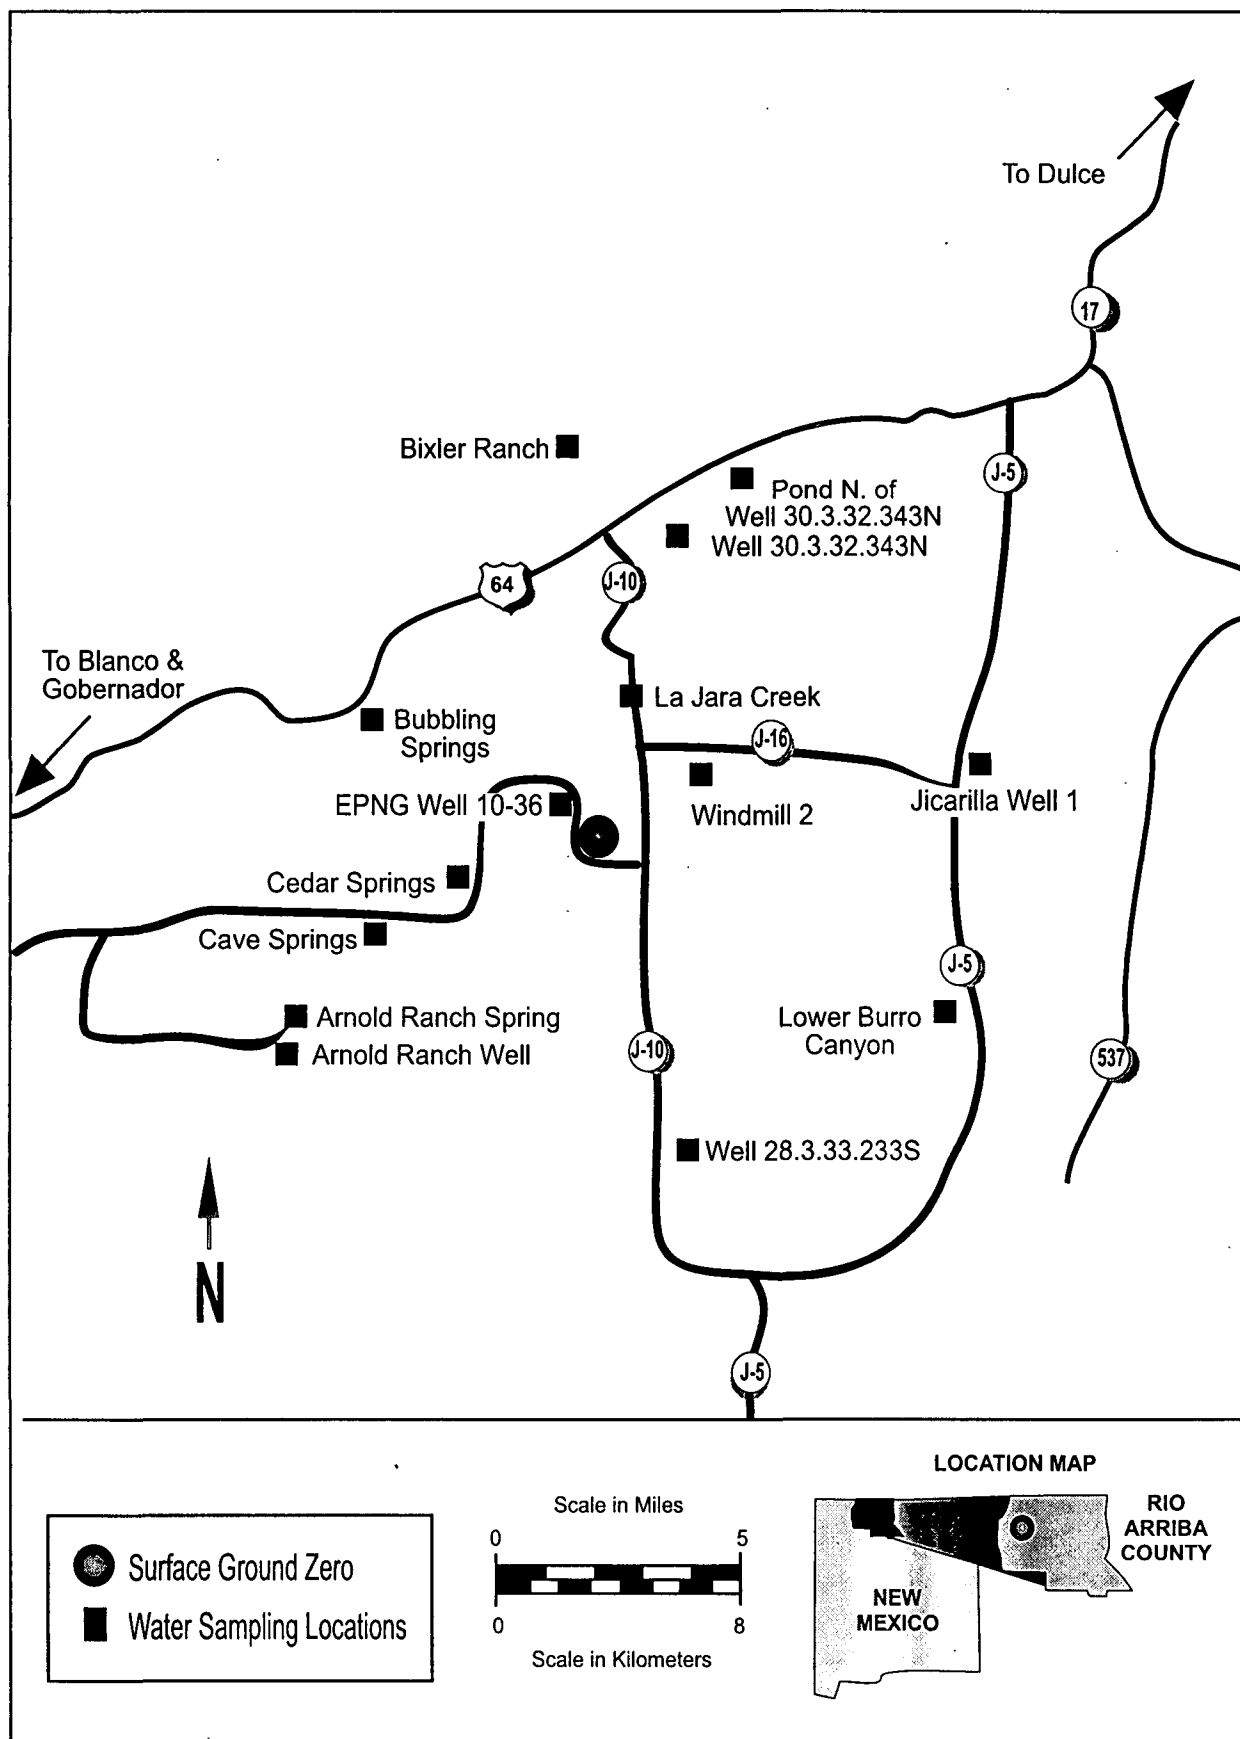 To Dulce
17
Bixler Ranch
J-5
Pond N. of
Well 30.3.32.343N
Well 30.3.32.343N
64
J-10
To Blanco &
Gobernador
La Jara Creek
Bubbling
Springs
J-16
EPNG Well 10-36
Windmill 2
Jicarilla Well 1
Cedar Springs
Cave Springs
J-5
Arnold Ranch Spring
Arnold Ranch Well
Lower Burro
Canyon
J-10
537
Well 28.3.33.233S
N
J-5
LOCATION MAP
Scale in Miles
0 5
0 8
Scale in Kilometers
Surface Ground Zero
Water Sampling Locations
RIO
ARRIBA
COUNTY
NEW
MEXICO